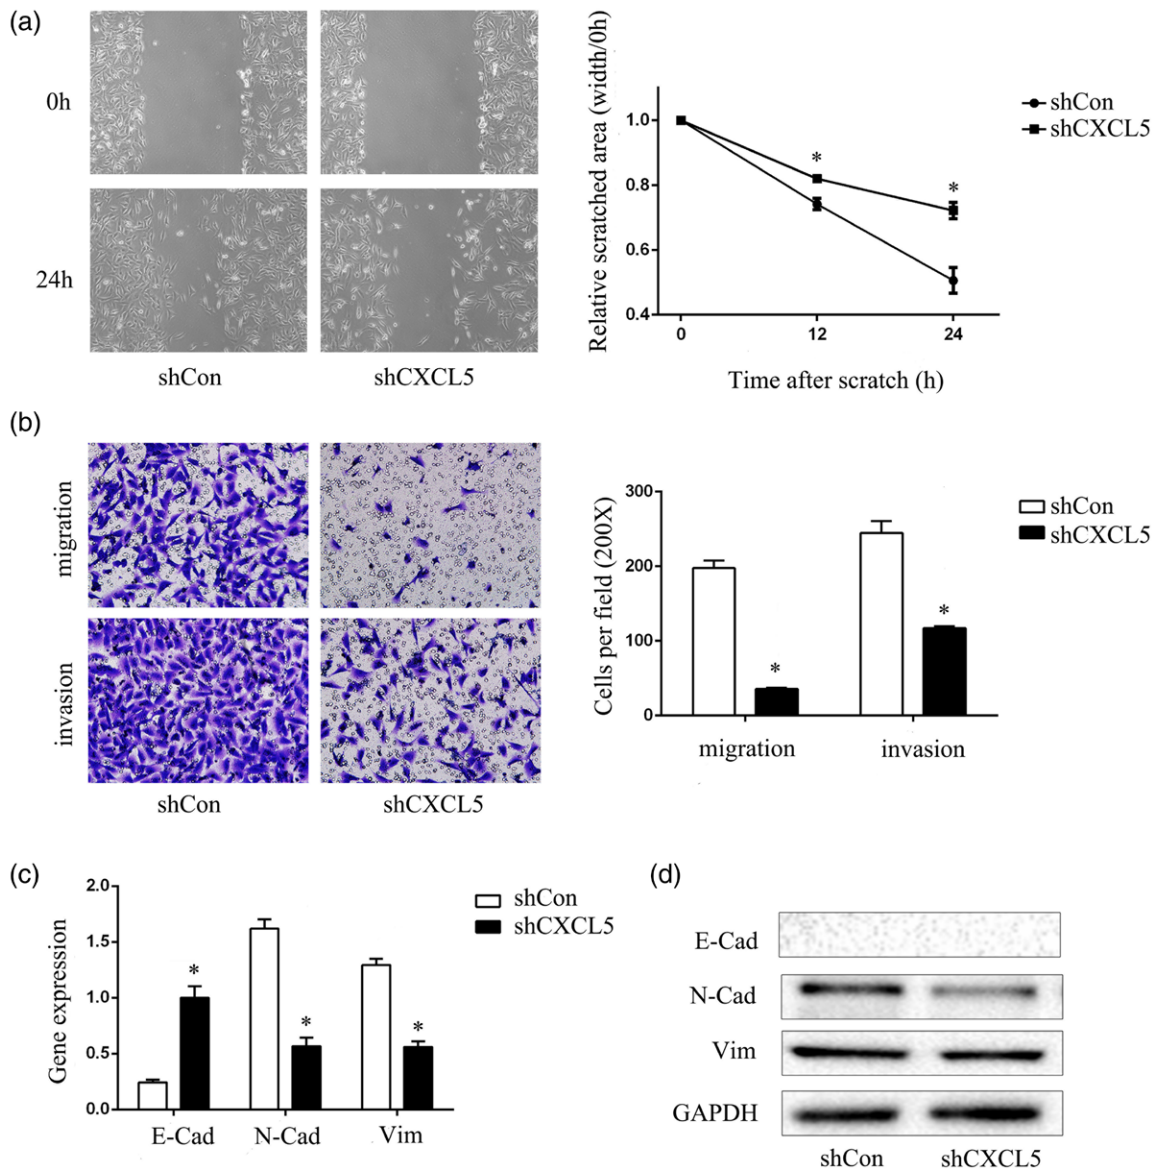 (a)
0h
24h
shCon
shCXCL5
Relative scratched area (width/0h)
1.0
0.8
0.6
0.4
*
*
0
12
24
Time after scratch (h)
shCon
shCXCL5
(b)
migration
invasion
shCon
shCXCL5
Cells per field (200X)
300
200
100
0
*
*
migration
invasion
shCon
shCXCL5
(c)
Gene expression
2.0
1.5
1.0
0.5
0.0
*
*
*
E-Cad
N-Cad
Vim
shCon
shCXCL5
(d)
E-Cad
N-Cad
Vim
GAPDH
shCon
shCXCL5